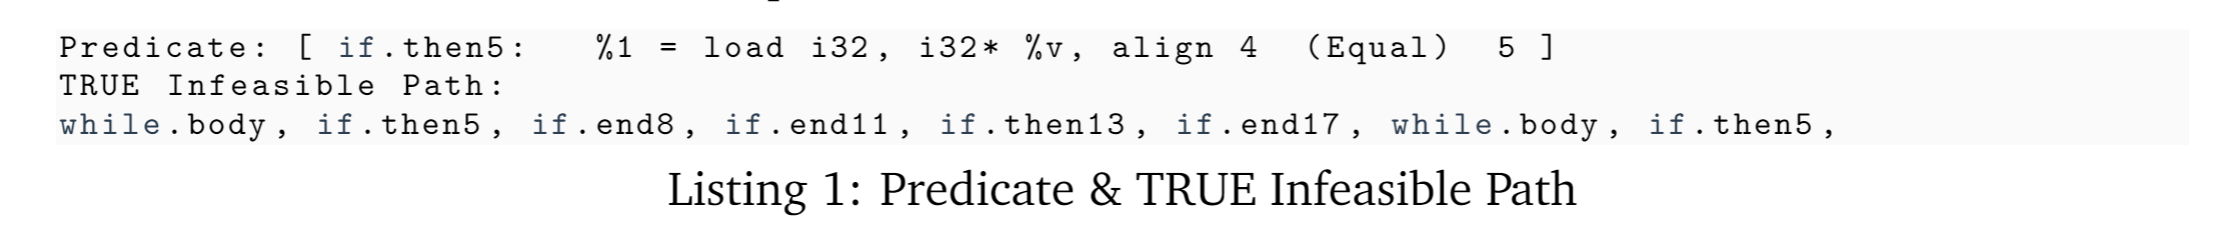 Predicate: [ if.then5:   %1 = load i32, i32* %v, align 4  (Equal)  5 ]
TRUE Infeasible Path:
while.body, if.then5, if.end8, if.end11, if.then13, if.end17, while.body, if.then5,
Listing 1: Predicate & TRUE Infeasible Path